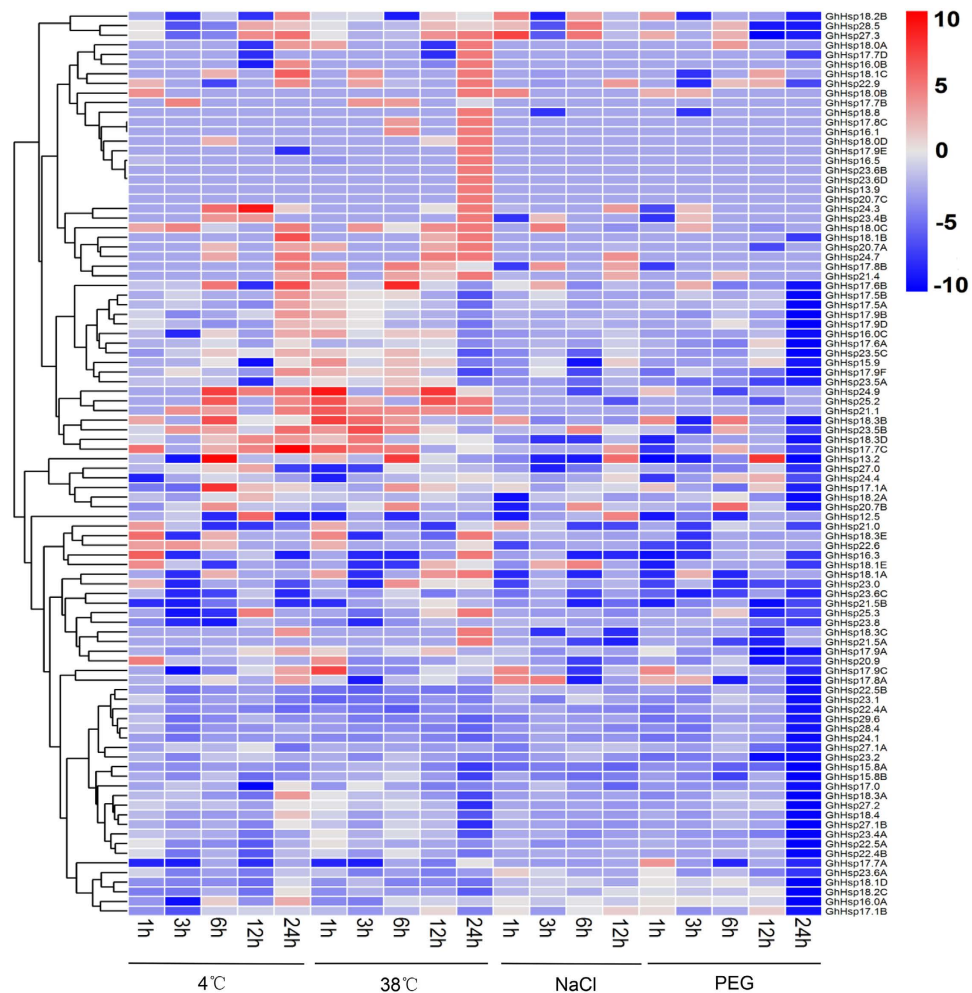 GhHsp18.2B
GhHsp28.5
GhHsp27.3
GhHsp18.0A
GhHsp17.7D
GhHsp16.0B
GhHsp18.1C
GhHsp22.9
GhHsp18.0B
GhHsp17.7B
GhHsp18.8
GhHsp17.8C
GhHsp16.1
GhHsp18.0D
GhHsp17.9E
GhHsp16.5
GhHsp23.6B
GhHsp23.6D
GhHsp13.9
GhHsp20.7C
GhHsp24.3
GhHsp23.4B
GhHsp18.0C
GhHsp18.1B
GhHsp20.7A
GhHsp24.7
GhHsp17.8B
GhHsp21.4
GhHsp17.6B
GhHsp17.5B
GhHsp17.5A
GhHsp17.9B
GhHsp17.9D
GhHsp16.0C
GhHsp17.6A
GhHsp23.5C
GhHsp15.9
GhHsp17.9F
GhHsp23.5A
GhHsp24.9
GhHsp25.2
GhHsp21.1
GhHsp18.3B
GhHsp23.5B
GhHsp18.3D
GhHsp17.7C
GhHsp13.2
GhHsp27.0
GhHsp24.4
GhHsp17.1A
GhHsp18.2A
GhHsp20.7B
GhHsp12.5
GhHsp21.0
GhHsp18.3E
GhHsp22.6
GhHsp16.3
GhHsp18.1E
GhHsp18.1A
GhHsp23.0
GhHsp23.6C
GhHsp21.5B
GhHsp25.3
GhHsp23.8
GhHsp18.3C
GhHsp21.5A
GhHsp17.9A
GhHsp20.9
GhHsp17.9C
GhHsp17.8A
GhHsp22.5B
GhHsp23.1
GhHsp22.4A
GhHsp29.6
GhHsp28.4
GhHsp24.1
GhHsp27.1A
GhHsp23.2
GhHsp15.8A
GhHsp15.8B
GhHsp17.0
GhHsp18.3A
GhHsp27.2
GhHsp18.4
GhHsp27.1B
GhHsp23.4A
GhHsp22.5A
GhHsp22.4B
GhHsp17.7A
GhHsp23.6A
GhHsp18.1D
GhHsp18.2C
GhHsp16.0A
GhHsp17.1B
10
5
0
-5
-10
1h 3h 6h 12h 24h 1h 3h 6h 12h 24h 1h 3h 6h 12h 1h 3h 6h 12h 24h
4℃ 38℃ NaCl PEG